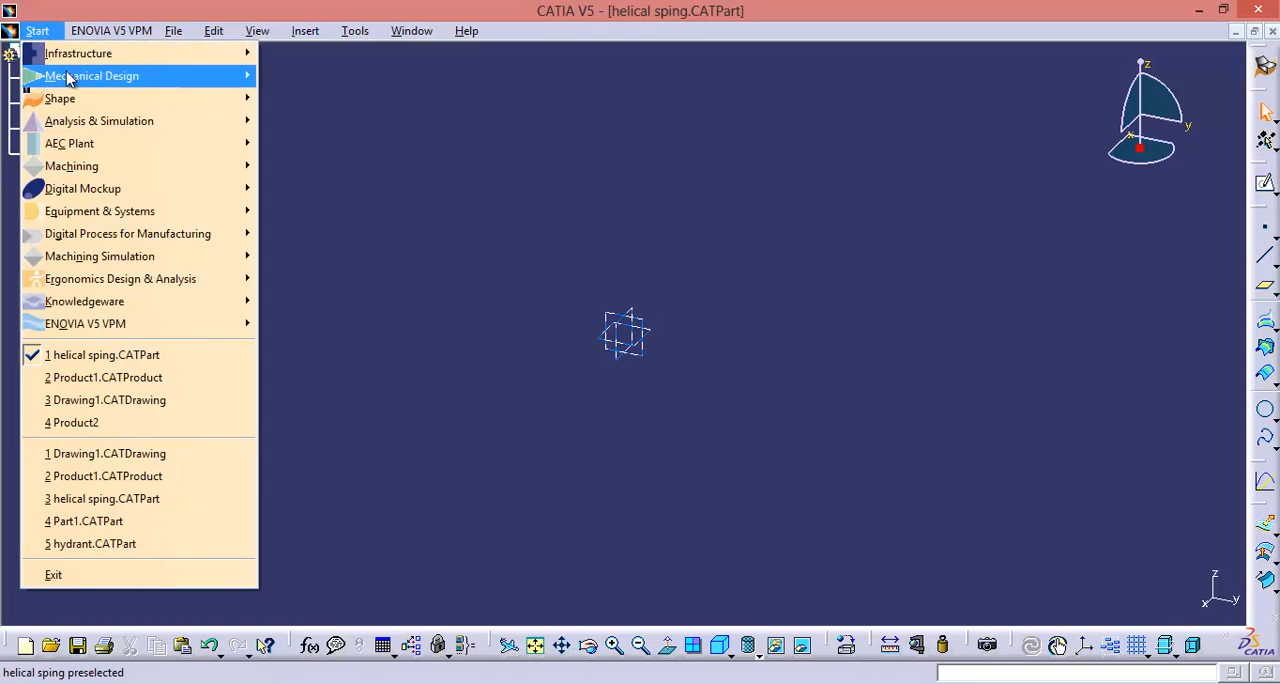 CATIA V5 - [helical sping.CATPart]
Start ENOVIA V5 VPM File Edit View Insert Tools Window Help
Infrastructure
Mechanical Design
Shape
Analysis & Simulation
AEC Plant
Machining
Digital Mockup
Equipment & Systems
Digital Process for Manufacturing
Machining Simulation
Ergonomics Design & Analysis
Knowledgeware
ENOVIA V5 VPM
1 helical sping.CATPart
2 Product1.CATProduct
3 Drawing1.CATDrawing
4 Product2
1 Drawing1.CATDrawing
2 Product1.CATProduct
3 helical sping.CATPart
4 Part1.CATPart
5 hydrant.CATPart
Exit
z
y
x
z
x y
f(x)
CATIA
helical sping preselected